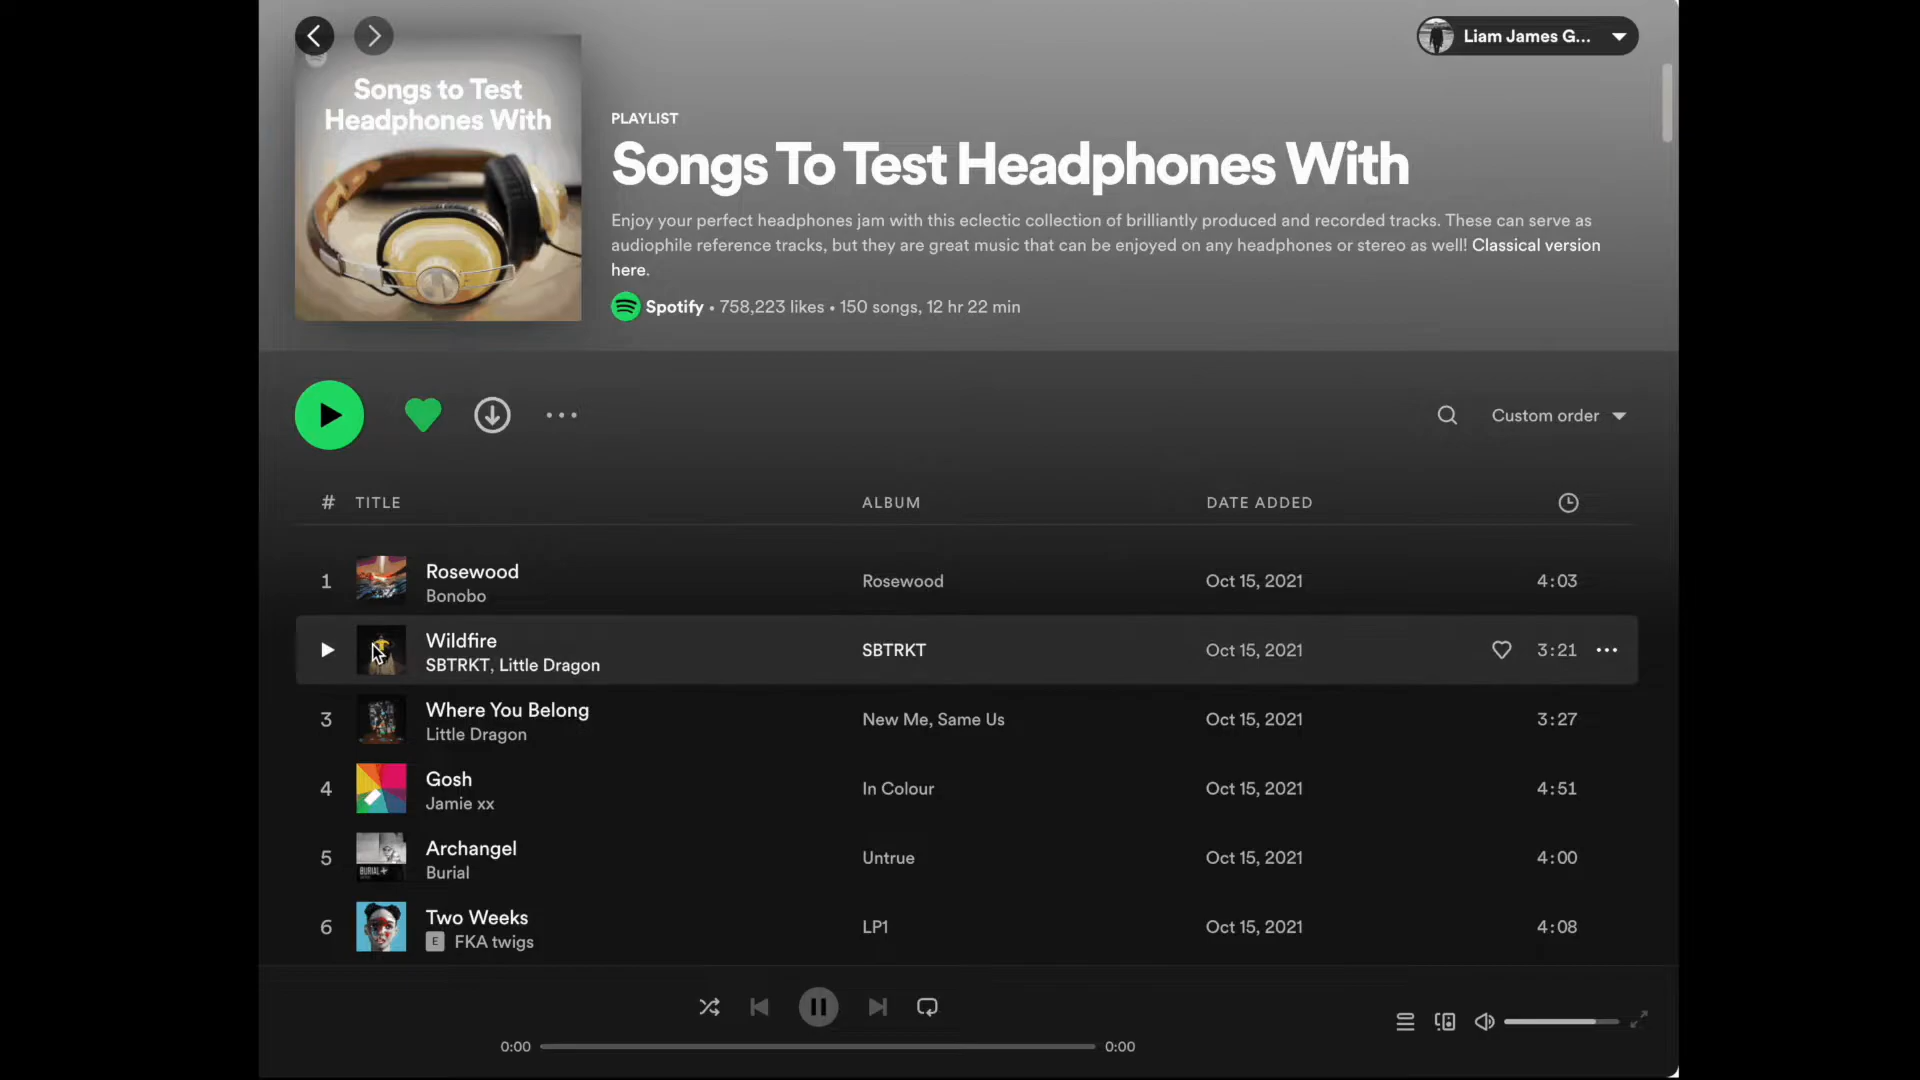 Liam James G...
Songs to Test
Headphones With
PLAYLIST
Songs To Test Headphones With
Enjoy your perfect headphones jam with this eclectic collection of brilliantly produced and recorded tracks. These can serve as
audiophile reference tracks, but they are great music that can be enjoyed on any headphones or stereo as well! Classical version
here.
Spotify • 758,223 likes • 150 songs, 12 hr 22 min
Custom order
# TITLE ALBUM DATE ADDED
1 Rosewood Rosewood Oct 15, 2021 4:03
Bonobo
Wildfire SBTRKT Oct 15, 2021 3:21
SBTRKT, Little Dragon
3 Where You Belong New Me, Same Us Oct 15, 2021 3:27
Little Dragon
4 Gosh In Colour Oct 15, 2021 4:51
Jamie xx
5 Archangel Untrue Oct 15, 2021 4:00
BURIAL
Burial
6 Two Weeks LP1 Oct 15, 2021 4:08
E FKA twigs
0:00 0:00